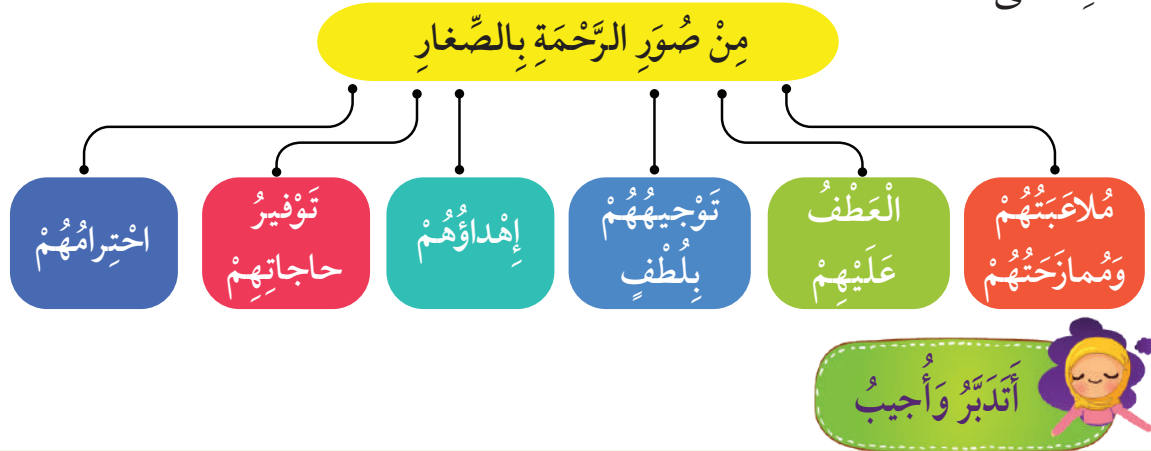 مِنْ صُوَرِ الرَّحْمَةِ بِالصِّغارِ
مُلاعَبَتُهُمْ
وَمُمازَحَتُهُمْ
الْعَطْفُ
عَلَيْهِمْ
تَوْجيهُهُمْ
بِلُطْفٍ
إِهْداؤُهُمْ
تَوْفيرُ
حاجاتِهِمْ
احْتِرامُهُمْ
أَتَدَبَّرُ وَأُجيبُ